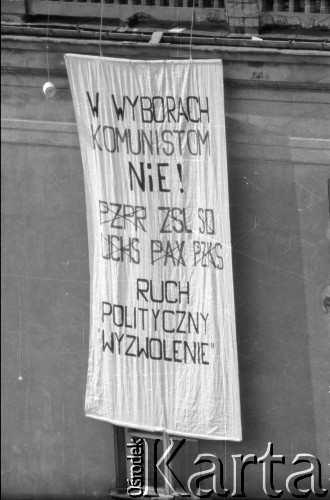 W WYBORACH
KOMUNISTOM
NIE!
PZPR ZSL SD
UChS PAX PZKS
RUCH
POLITYCZNY
"WYZWOLENIE"
Ośrodek
Karta